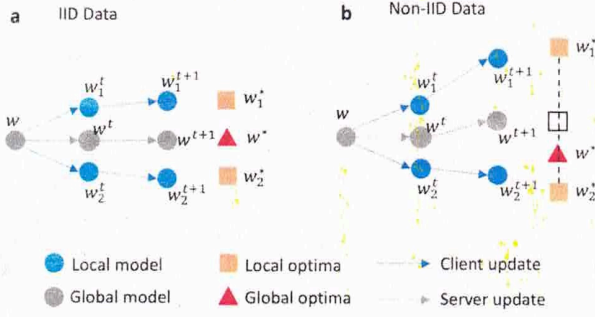 a IID Data
w
w_1^t
w_1^{t+1}
w_1^*
w^t
w^{t+1}
w^*
w_2^t
w_2^{t+1}
w_2^*
b Non-IID Data
w
w_1^t
w_1^{t+1}
w_1^*
w^t
w^{t+1}
w^*
w_2^t
w_2^{t+1}
w_2^*
Local model Local optima Client update
Global model Global optima Server update